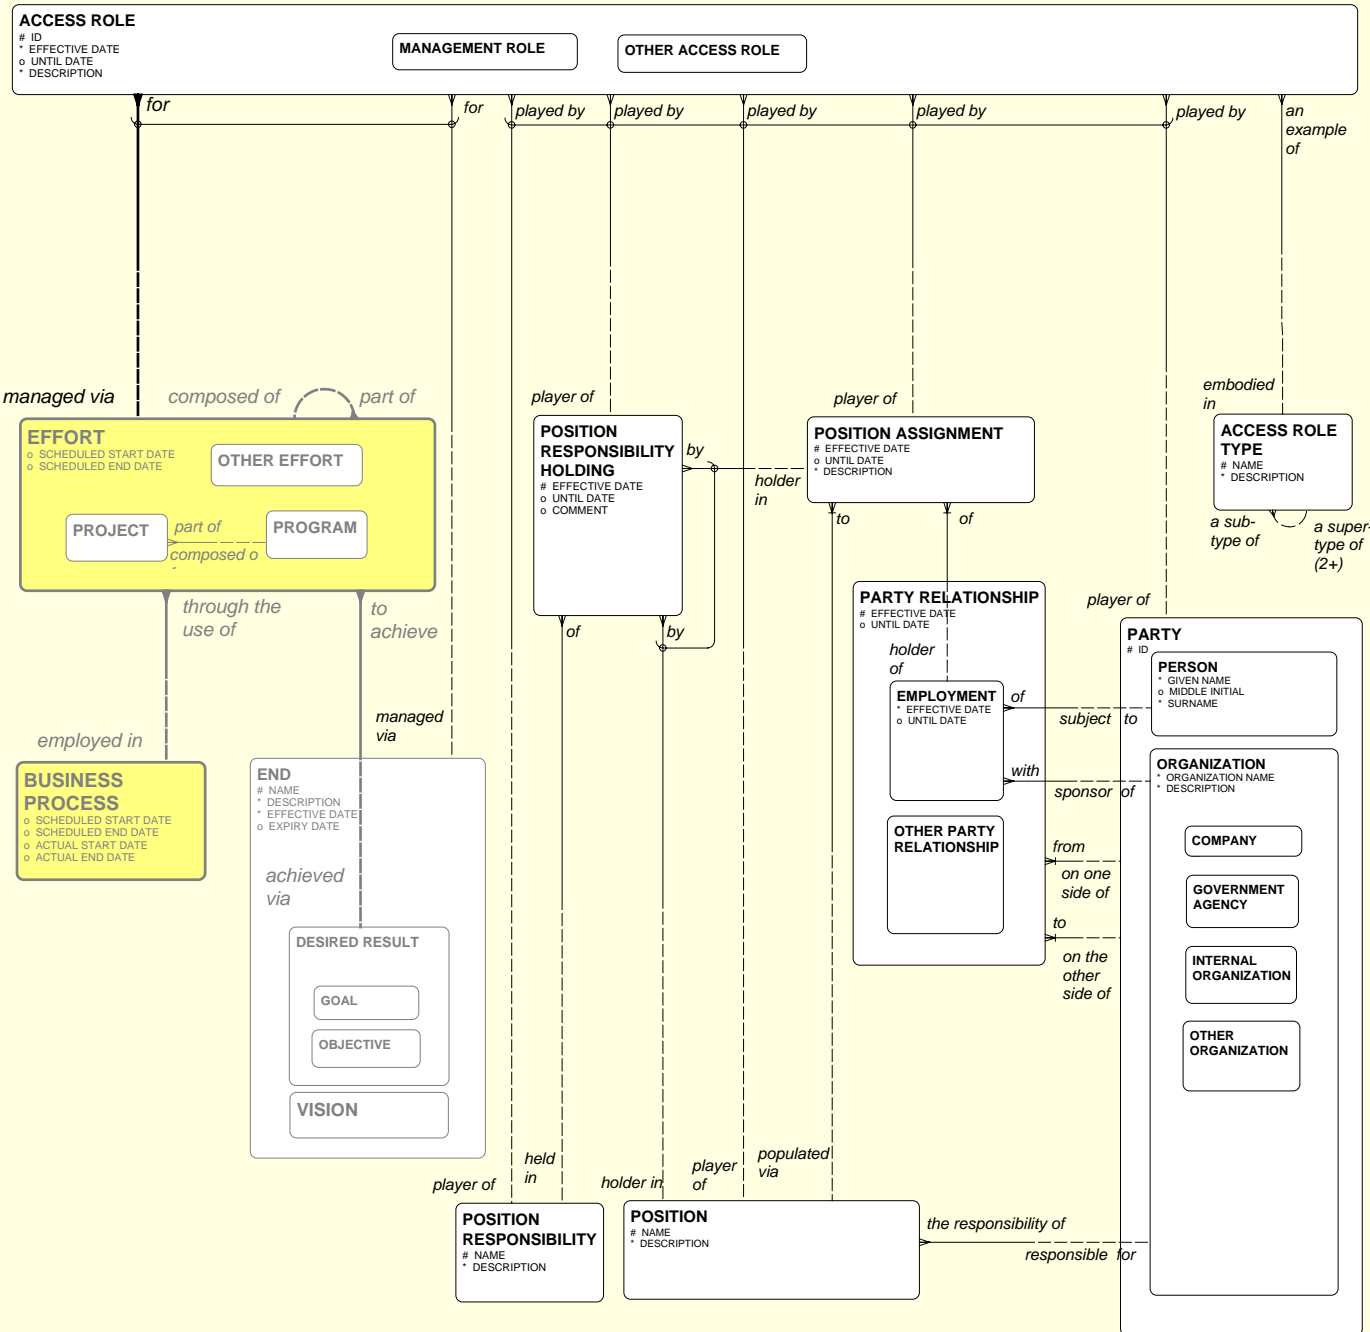 ACCESS ROLE
# ID
* EFFECTIVE DATE
o UNTIL DATE
* DESCRIPTION
MANAGEMENT ROLE
OTHER ACCESS ROLE
for
for
played by
played by
played by
played by
played by
an
example
of
managed via
composed of
part of
player of
player of
embodied
in
EFFORT
o SCHEDULED START DATE
o SCHEDULED END DATE
OTHER EFFORT
PROJECT
part of
composed o
PROGRAM
POSITION
RESPONSIBILITY
HOLDING
# EFFECTIVE DATE
o UNTIL DATE
o COMMENT
by
holder
in
POSITION ASSIGNMENT
# EFFECTIVE DATE
o UNTIL DATE
* DESCRIPTION
ACCESS ROLE
TYPE
# NAME
* DESCRIPTION
a sub-
type of
a super-
type of
(2+)
to
of
through the
use of
to
achieve
of
by
PARTY RELATIONSHIP
# EFFECTIVE DATE
o UNTIL DATE
holder
of
player of
PARTY
# ID
PERSON
* GIVEN NAME
o MIDDLE INITIAL
* SURNAME
EMPLOYMENT
* EFFECTIVE DATE
o UNTIL DATE
of
subject to
with
sponsor of
managed
via
employed in
BUSINESS
PROCESS
o SCHEDULED START DATE
o SCHEDULED END DATE
o ACTUAL START DATE
o ACTUAL END DATE
END
# NAME
* DESCRIPTION
* EFFECTIVE DATE
o EXPIRY DATE
achieved
via
DESIRED RESULT
GOAL
OBJECTIVE
VISION
OTHER PARTY
RELATIONSHIP
from
on one
side of
to
on the
other
side of
ORGANIZATION
* ORGANIZATION NAME
* DESCRIPTION
COMPANY
GOVERNMENT
AGENCY
INTERNAL
ORGANIZATION
OTHER
ORGANIZATION
player of
held
in
holder in
player
of
populated
via
POSITION
RESPONSIBILITY
# NAME
* DESCRIPTION
POSITION
# NAME
* DESCRIPTION
the responsibility of
responsible for